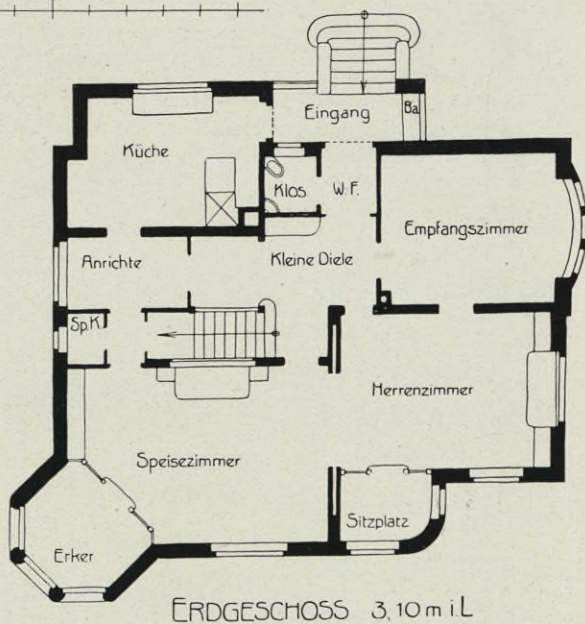 Eingang
Ba
Küche
Klos
W.F.
Empfangszimmer
Anrichte
Kleine Diele
Sp.K
Herrenzimmer
Speisezimmer
Sitzplatz
Erker
ERDGESCHOSS 3,10 m i.L